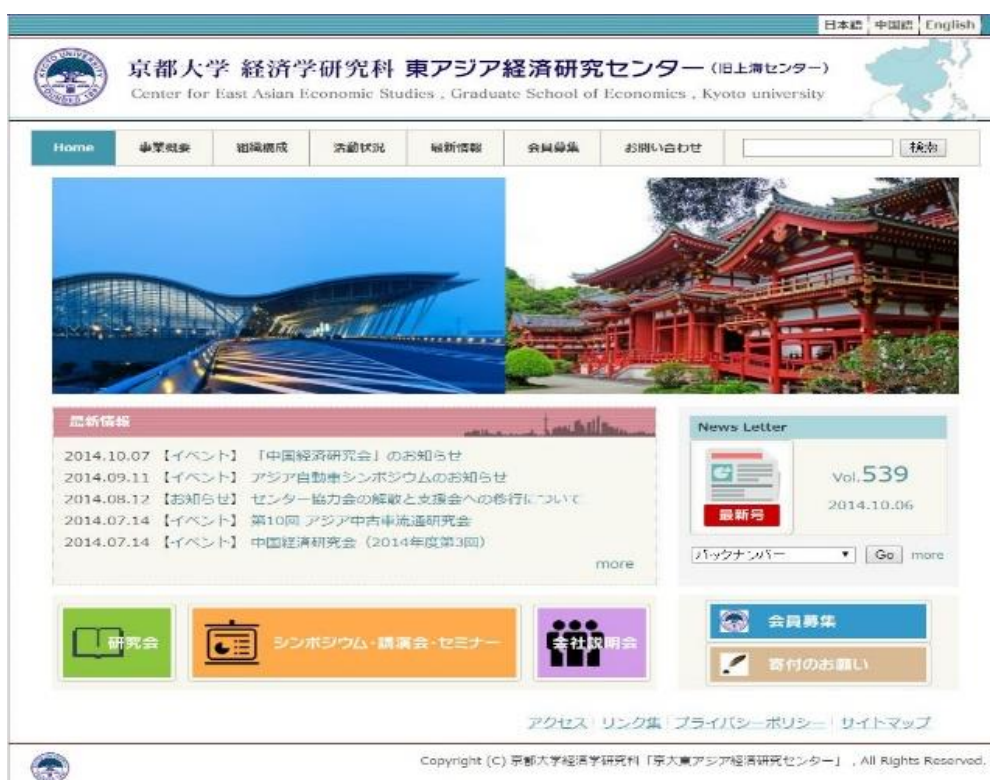 日本語 中国語 English
京都大学 経済学研究科 東アジア経済研究センター (旧上海センター)
Center for East Asian Economic Studies , Graduate School of Economics , Kyoto university
KYOTO UNIVERSITY FOUNDED 1897
Home 事業概要 組織構成 活動状況 最新情報 会員募集 お問い合わせ 検索
最新情報
2014.10.07 【イベント】 「中国経済研究会」のお知らせ
2014.09.11 【イベント】 アジア自動車シンポジウムのお知らせ
2014.08.12 【お知らせ】 センター協力会の解散と支援会への移行について
2014.07.14 【イベント】 第10回 アジア中古車流通研究会
2014.07.14 【イベント】 中国経済研究会（2014年度第3回）
more
News Letter
最新号
Vol.539
2014.10.06
バックナンバー Go more
研究会
シンポジウム・講演会・セミナー
会社説明会
会員募集
寄付のお願い
アクセス リンク集 プライバシーポリシー サイトマップ
Copyright (C) 京都大学経済学研究科「京大東アジア経済研究センター」, All Rights Reserved.